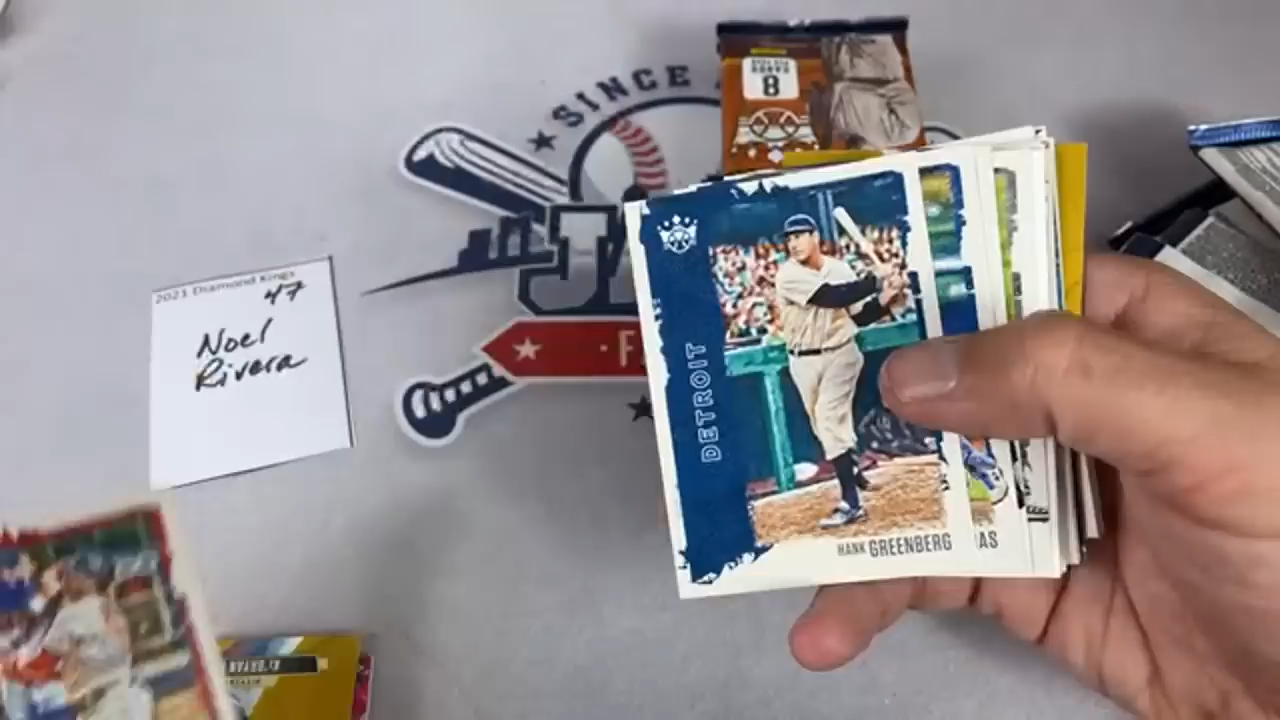 SINCE
8
2021 Diamond Kings
47
Noel
Rivera
DETROIT
HANK GREENBERG
AS